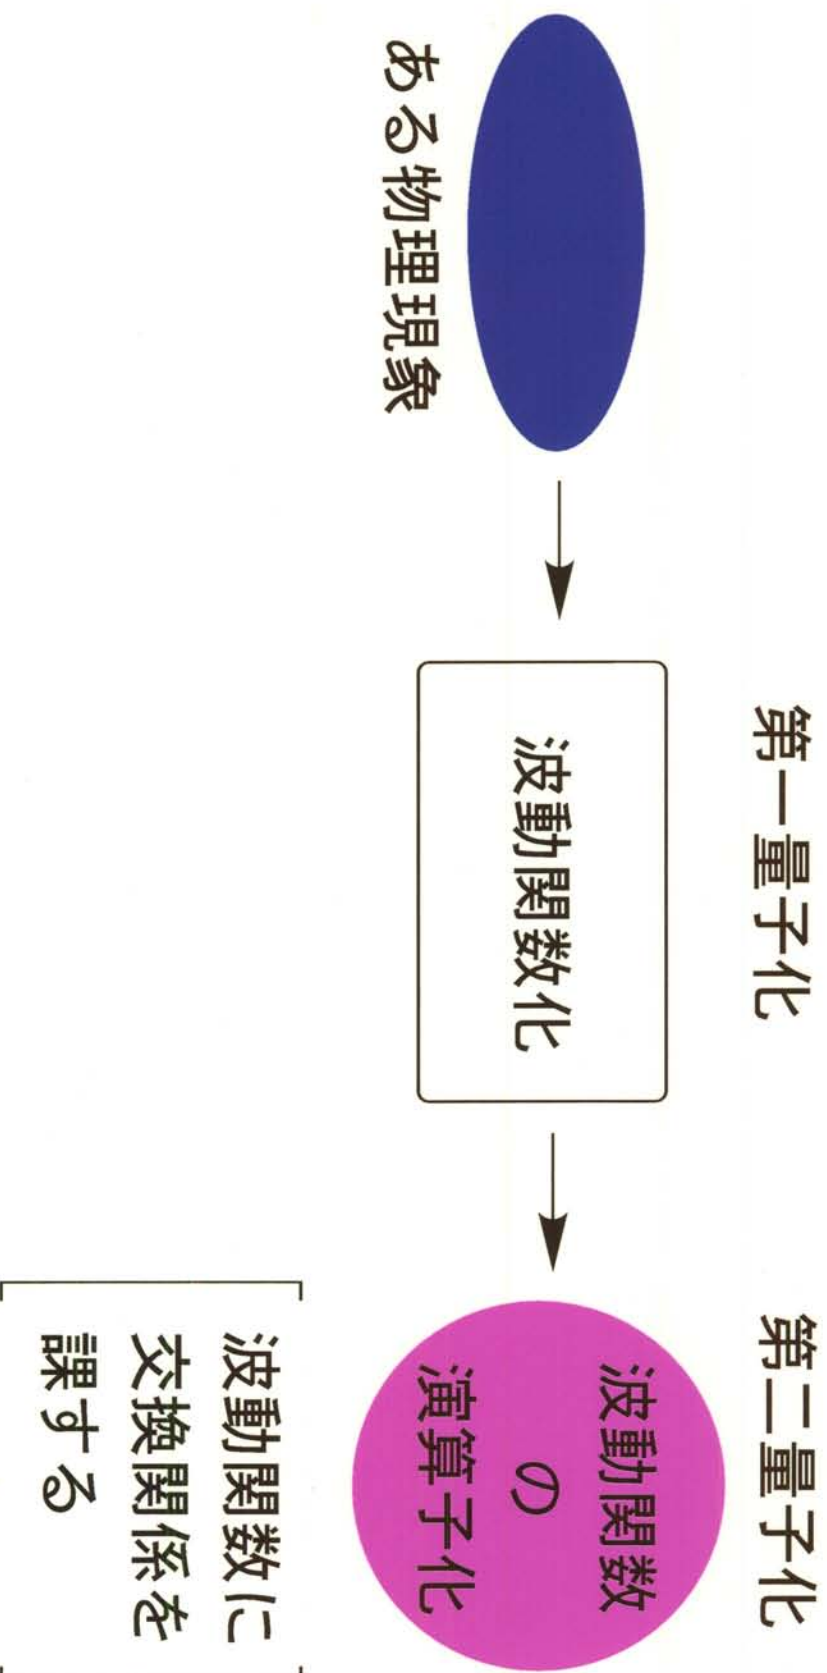 第一量子化
第二量子化
ある物理現象
波動関数化
波動関数
の
演算子化
波動関数に
交換関係を
課する